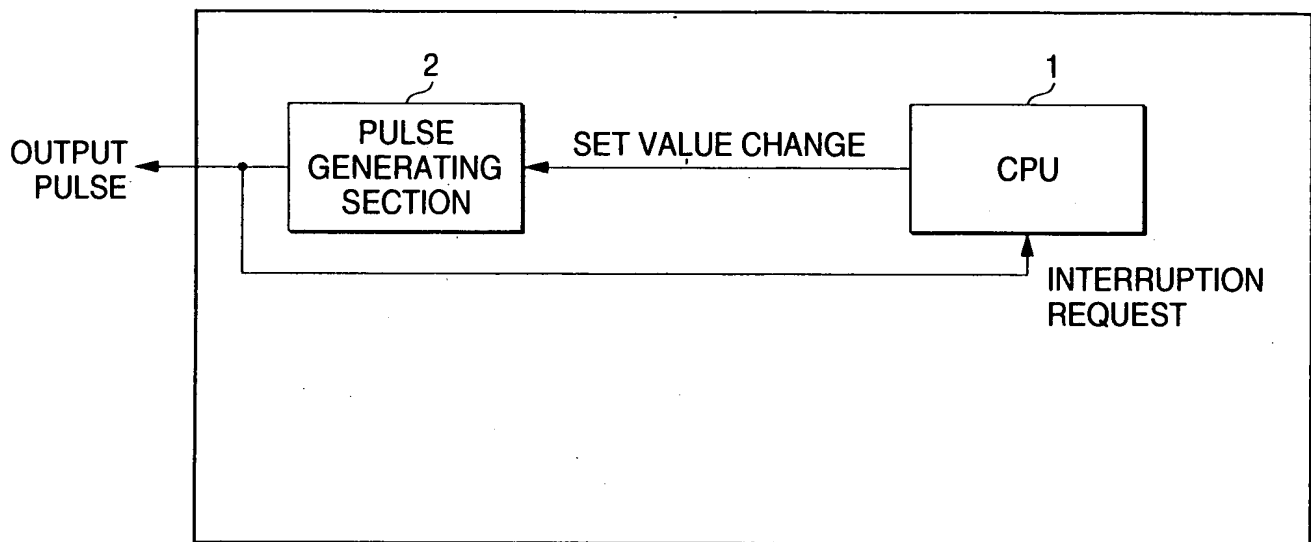 2
1
OUTPUT
PULSE
PULSE
GENERATING
SECTION
SET VALUE CHANGE
CPU
INTERRUPTION
REQUEST